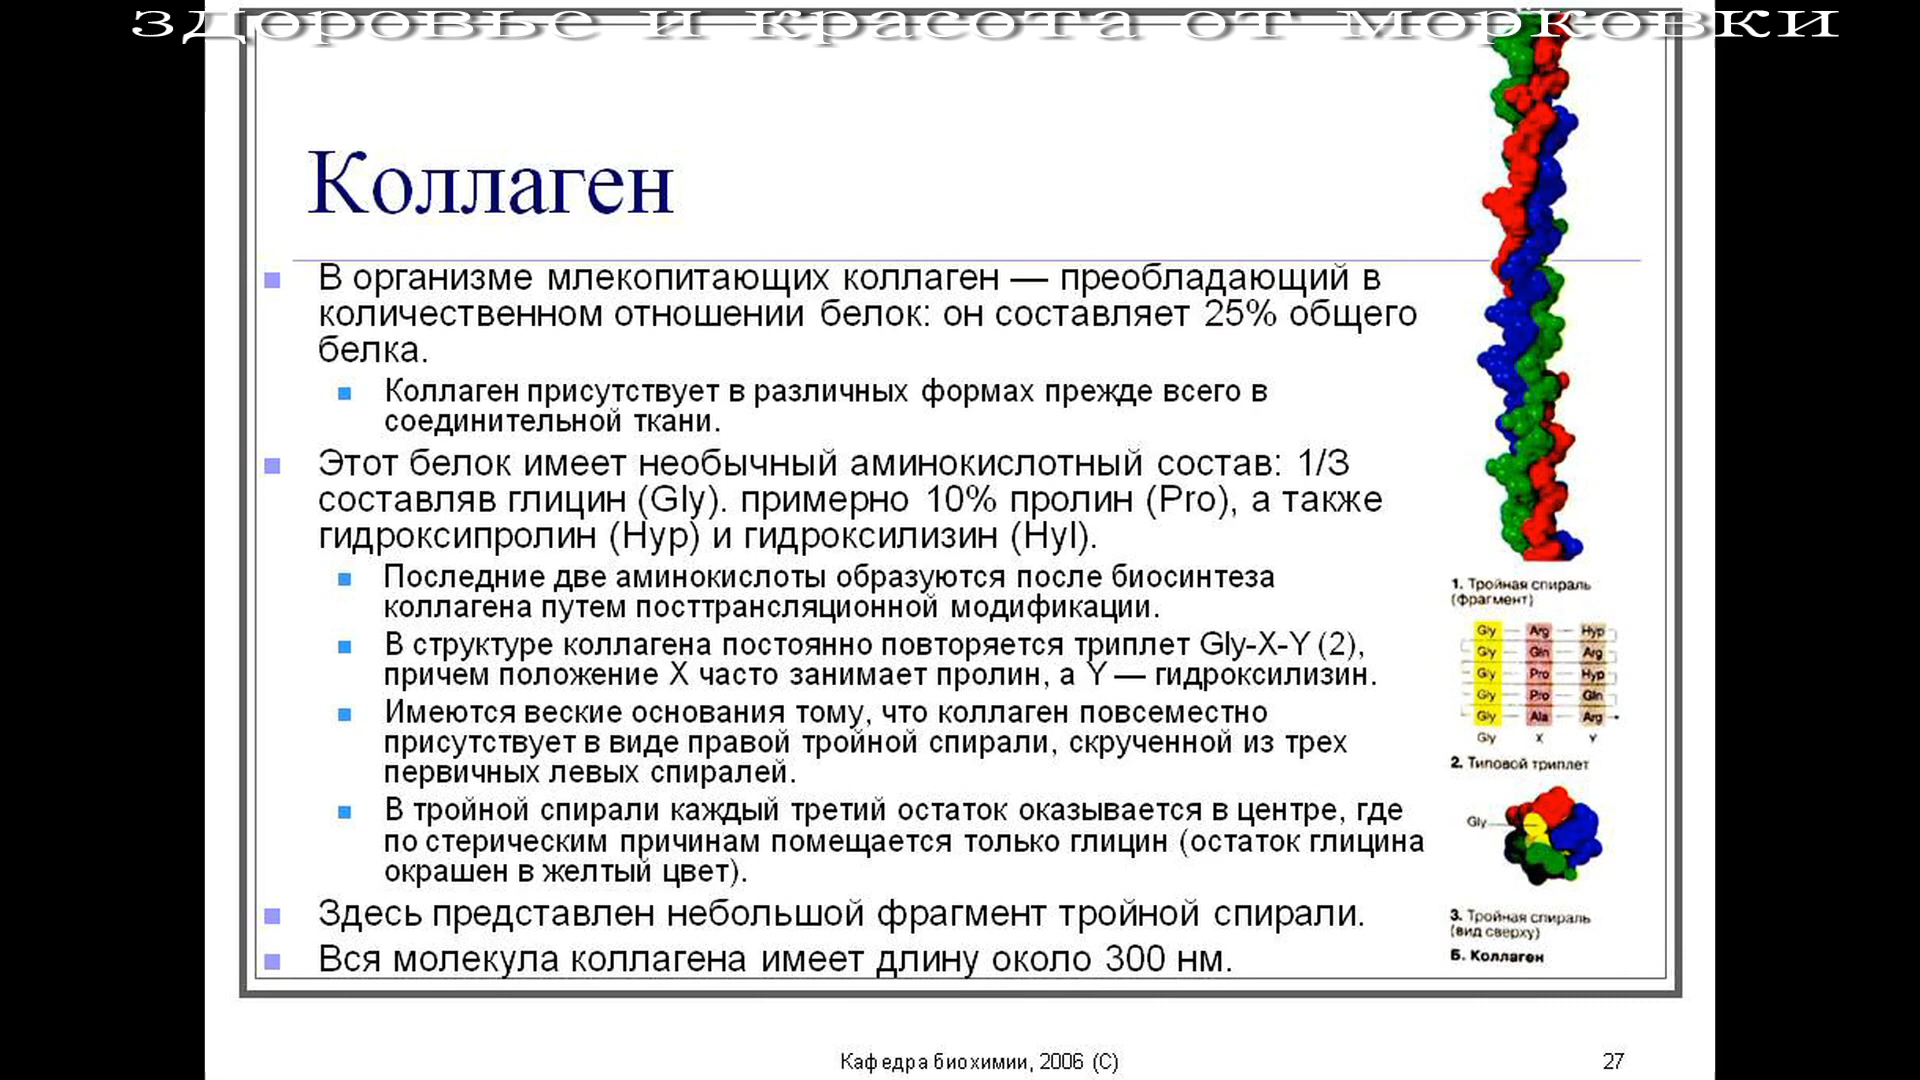 здоровье и красота от морковки
Коллаген
В организме млекопитающих коллаген — преобладающий в
количественном отношении белок: он составляет 25% общего
белка.
Коллаген присутствует в различных формах прежде всего в
соединительной ткани.
Этот белок имеет необычный аминокислотный состав: 1/3
составляв глицин (Gly). примерно 10% пролин (Pro), а также
гидроксипролин (Hyp) и гидроксилизин (Hyl).
Последние две аминокислоты образуются после биосинтеза
коллагена путем посттрансляционной модификации.
В структуре коллагена постоянно повторяется триплет Gly-X-Y (2),
причем положение X часто занимает пролин, а Y — гидроксилизин.
Имеются веские основания тому, что коллаген повсеместно
присутствует в виде правой тройной спирали, скрученной из трех
первичных левых спиралей.
В тройной спирали каждый третий остаток оказывается в центре, где
по стерическим причинам помещается только глицин (остаток глицина
окрашен в желтый цвет).
Здесь представлен небольшой фрагмент тройной спирали.
Вся молекула коллагена имеет длину около 300 нм.
1. Тройная спираль
(фрагмент)
Gly Arg Hyp
Gly Gln Arg
Gly Pro Hyp
Gly Pro Gln
Gly Ala Arg
Gly X Y
2. Типовой триплет
Gly
3. Тройная спираль
(вид сверху)
Б. Коллаген
Кафедра биохимии, 2006 (С)
27